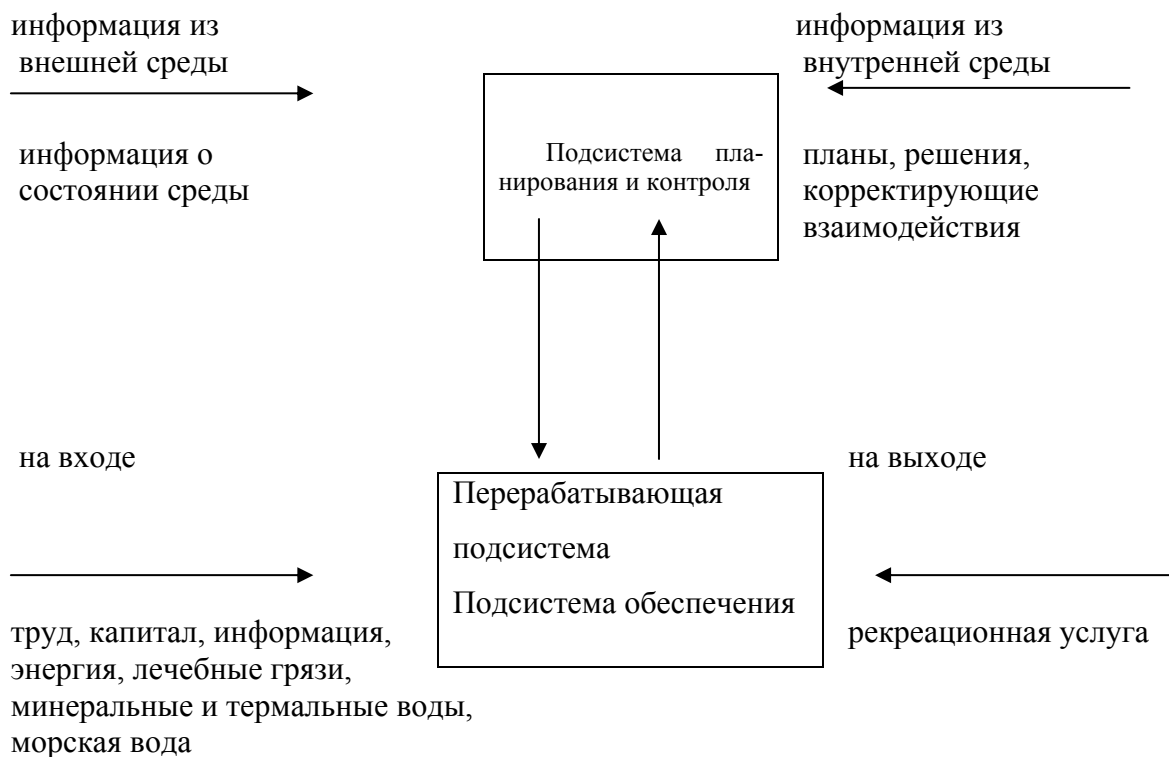 информация из
внешней среды
информация о
состоянии среды
Подсистема пла-
нирования и контроля
информация из
внутренней среды
планы, решения,
корректирующие
взаимодействия
на входе
труд, капитал, информация,
энергия, лечебные грязи,
минеральные и термальные воды,
морская вода
Перерабатывающая
подсистема
Подсистема обеспечения
на выходе
рекреационная услуга